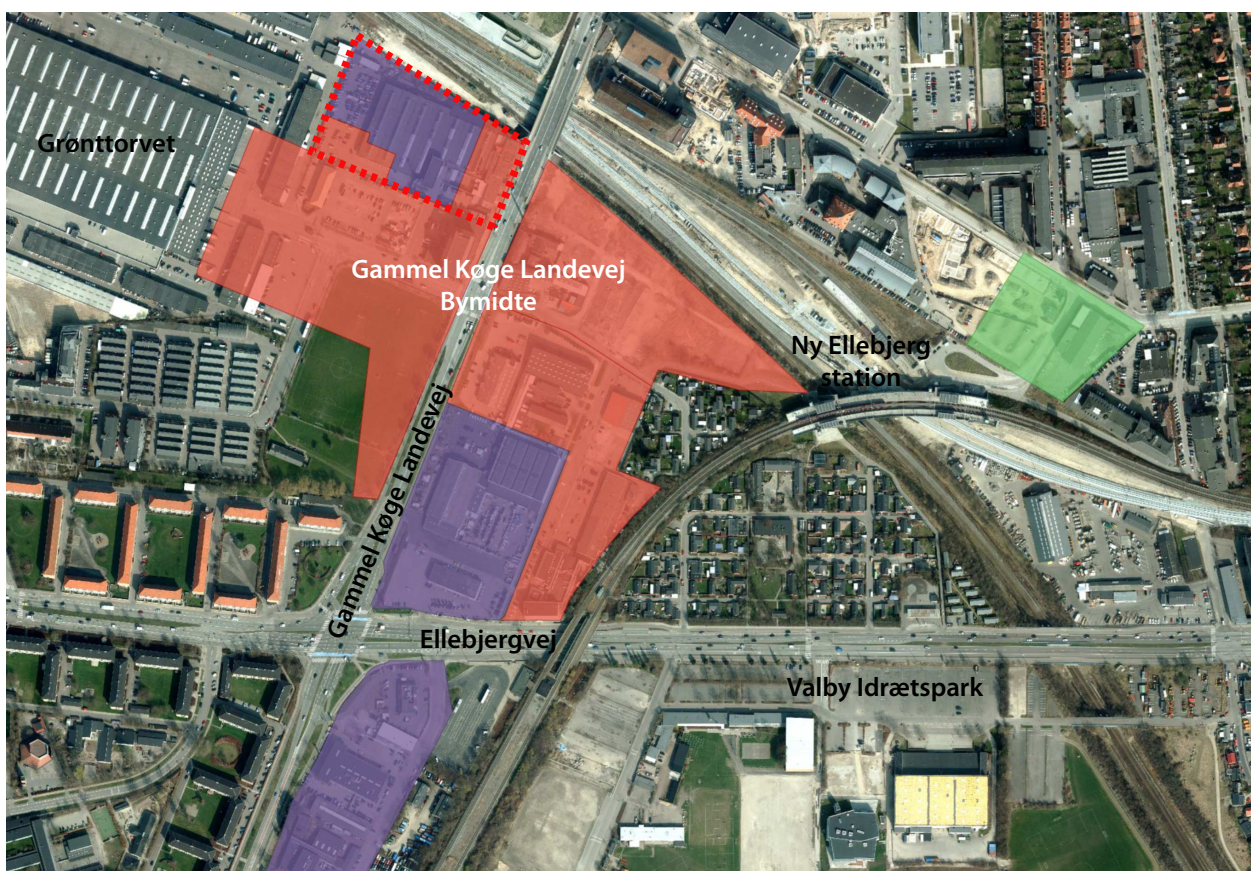 Grønttorvet
Gammel Køge Landevej
Bymidte
Ny Ellebjerg
station
Gammel Køge Landevej
Ellebjergvej
Valby Idrætspark